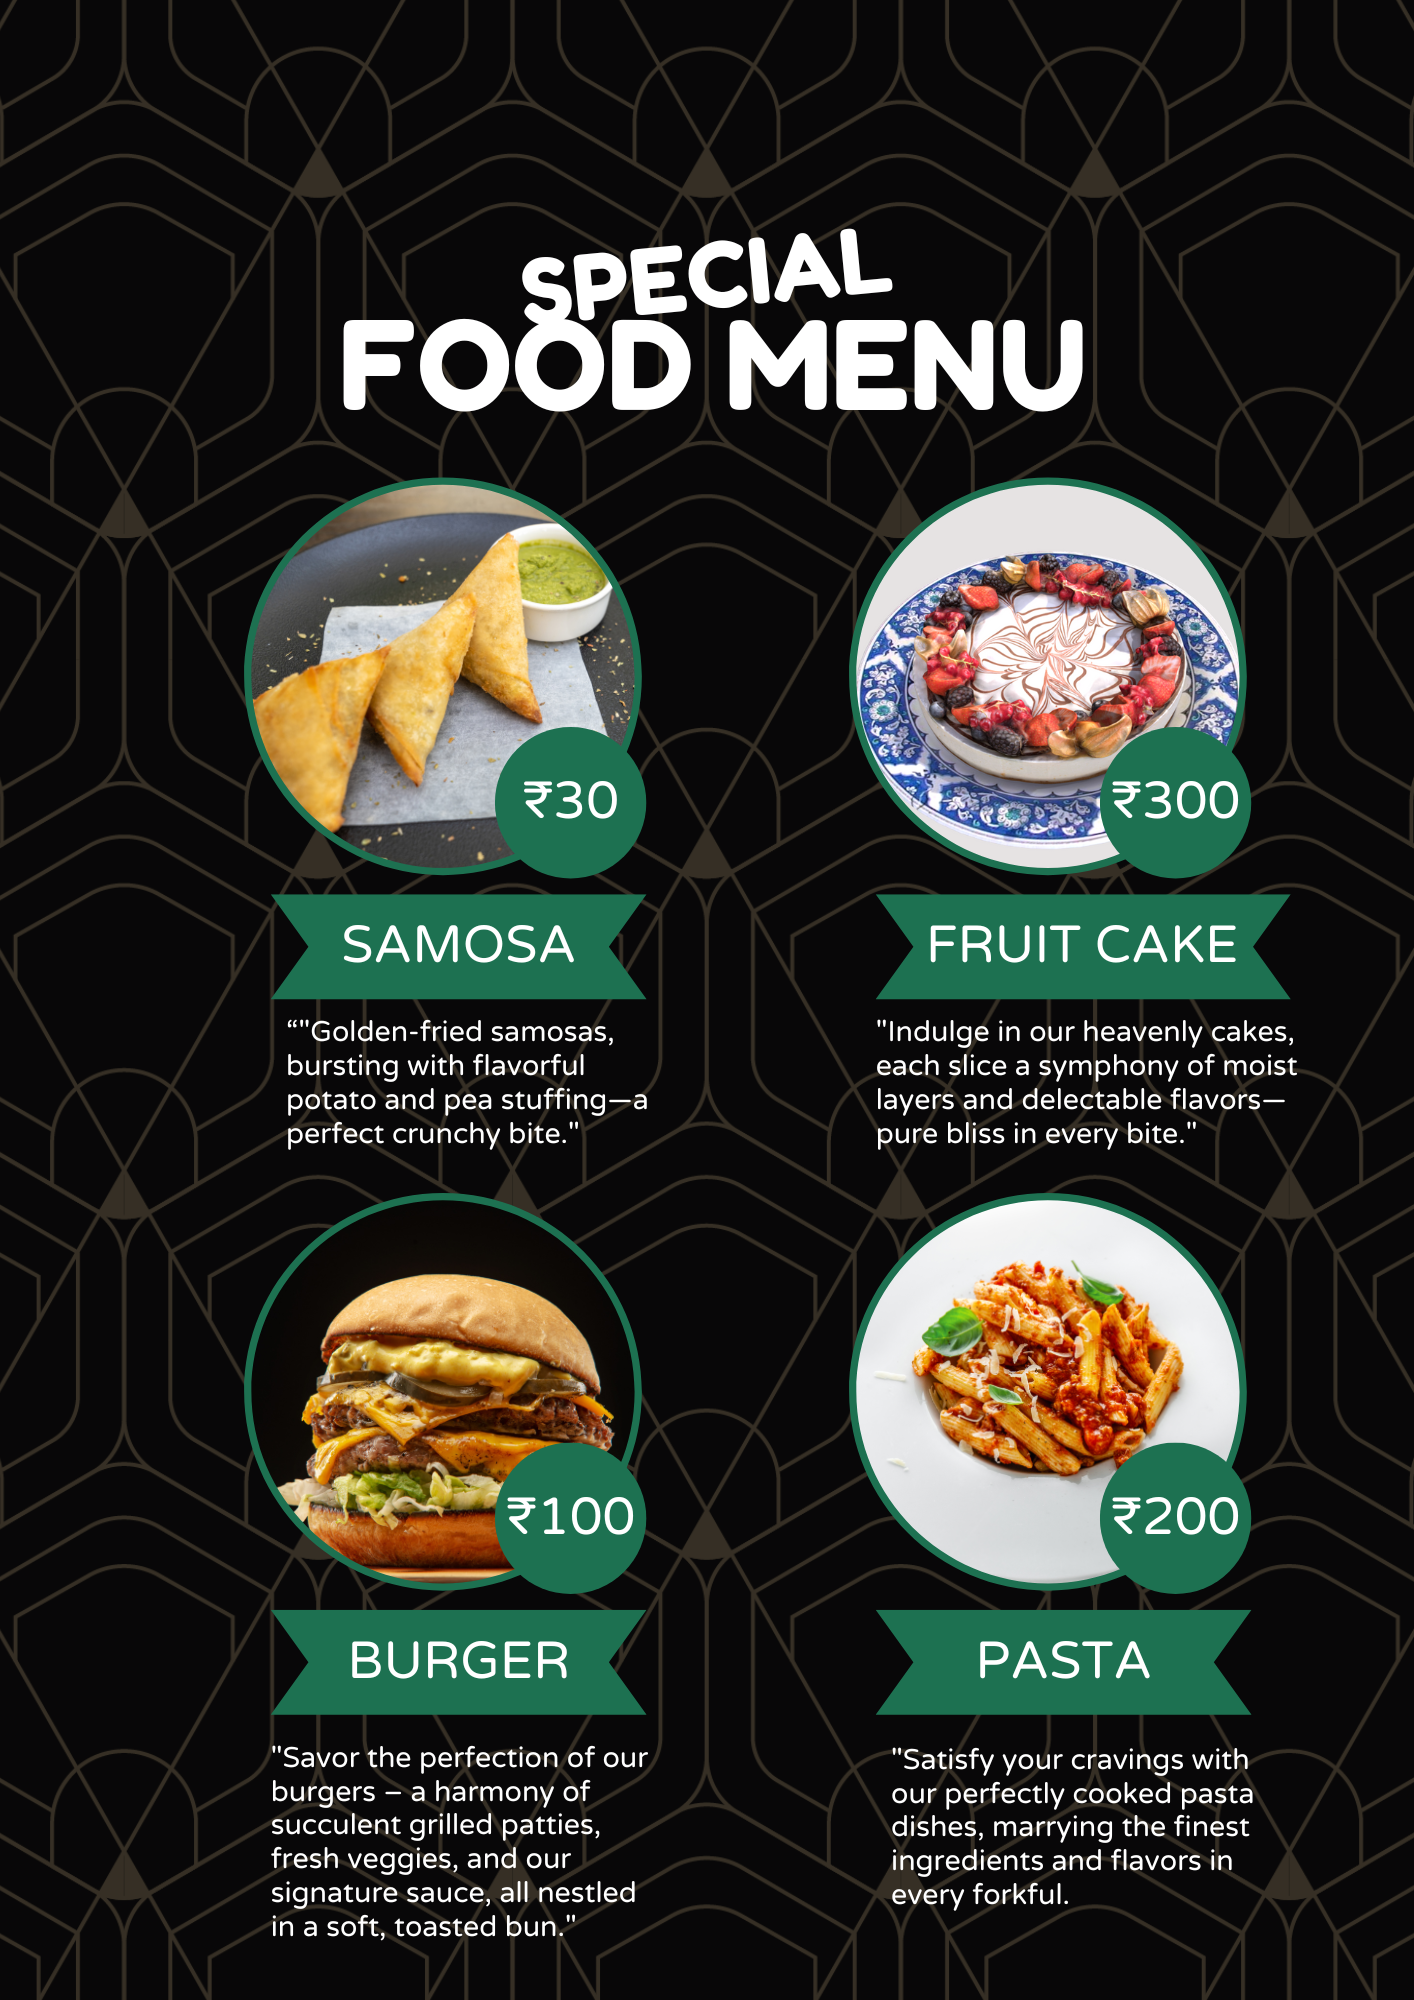 SPECIAL
FOOD MENU
₹30
SAMOSA
“"Golden-fried samosas,
bursting with flavorful
potato and pea stuffing—a
perfect crunchy bite."
₹300
FRUIT CAKE
"Indulge in our heavenly cakes,
each slice a symphony of moist
layers and delectable flavors—
pure bliss in every bite."
₹100
BURGER
"Savor the perfection of our
burgers – a harmony of
succulent grilled patties,
fresh veggies, and our
signature sauce, all nestled
in a soft, toasted bun."
₹200
PASTA
"Satisfy your cravings with
our perfectly cooked pasta
dishes, marrying the finest
ingredients and flavors in
every forkful.